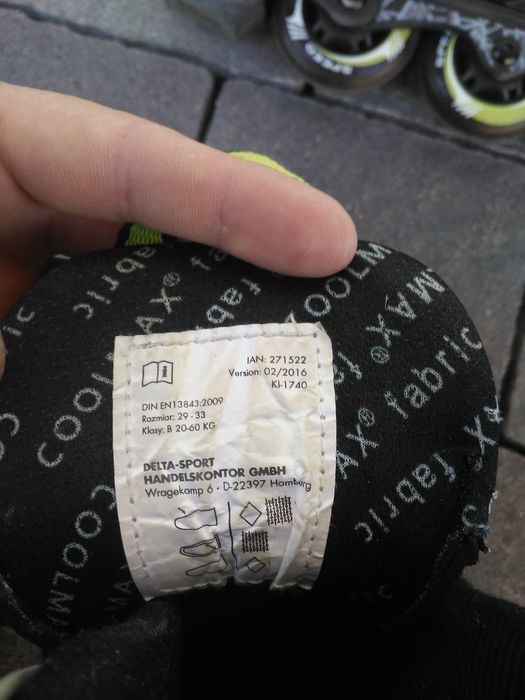 IAN: 271522
Version: 02/2016
KI-1740
DIN EN13843:2009
Rozmiar: 29 - 33
Klasy: B 20-60 KG
DELTA-SPORT
HANDELSKONTOR GMBH
Wragekamp 6 · D-22397 Hamburg
COOLMAX® fabric